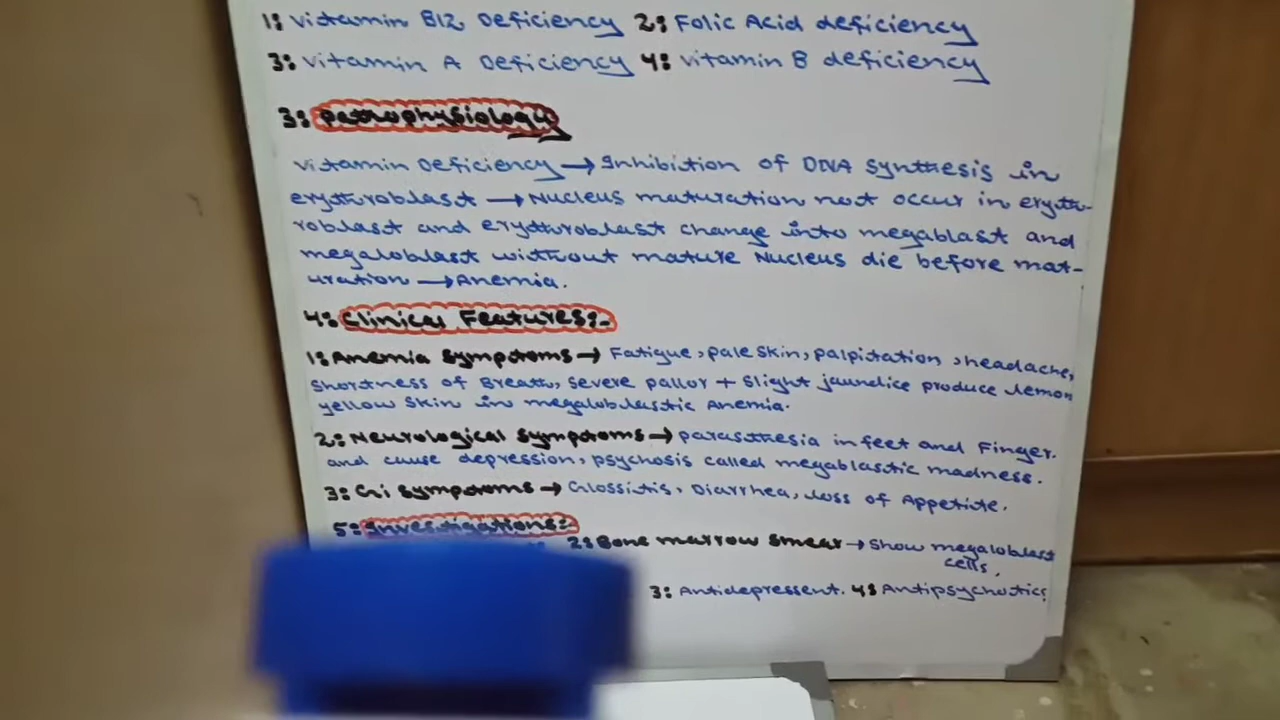 1: Vitamin B12 Deficiency 2: Folic Acid deficiency
3: Vitamin A Deficiency 4: Vitamin B deficiency
3: Pathophysiology
Vitamin Deficiency → Inhibition of DNA Synthesis in
erythroblast → Nucleus maturation not occur in eryth-
roblast and erythroblast change into megablast and
megaloblast without mature Nucleus die before mat-
uration → Anemia.
4: Clinical Features:-
1: Anemia Symptoms → Fatigue, pale skin, palpitation, headache,
Shortness of Breath, severe pallor + slight jaundice produce lemon
yellow skin in megaloblastic Anemia.
2: Neurological Symptoms → parasthesia in feet and Finger.
and cause depression, psychosis called megablastic madness.
3: Gi Symptoms → Glossitis, Diarrhea, loss of Appetite.
5: Investigations:-
2: Bone marrow smear → Show megaloblast
cells,
3: Antidepressent. 4: Antipsychotics